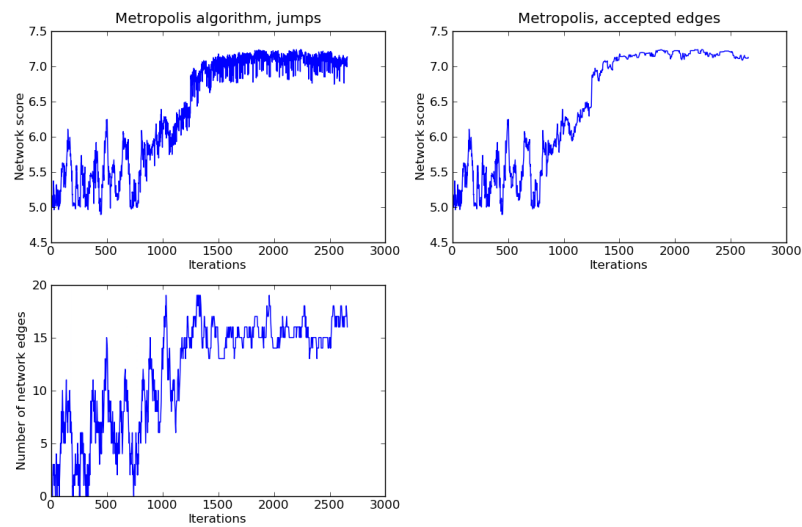 Metropolis algorithm, jumps
7.5
7.0
6.5
6.0
5.5
5.0
4.5
Network score
0 500 1000 1500 2000 2500 3000
Iterations
Metropolis, accepted edges
7.5
7.0
6.5
6.0
5.5
5.0
4.5
Network score
0 500 1000 1500 2000 2500 3000
Iterations
20
15
10
5
0
Number of network edges
0 500 1000 1500 2000 2500 3000
Iterations